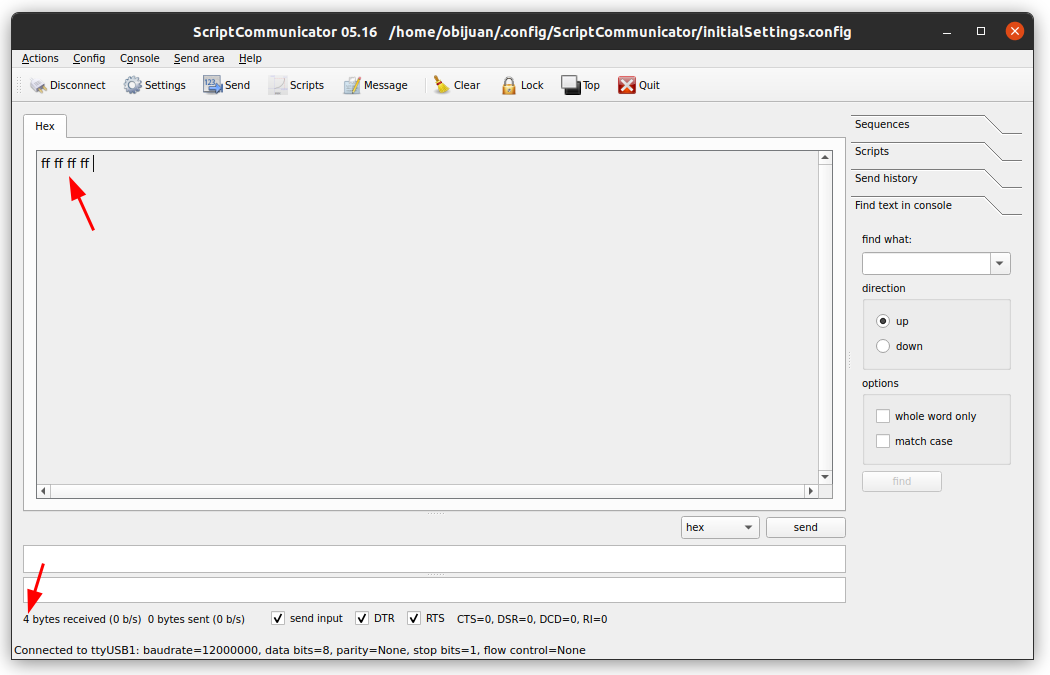 ScriptCommunicator 05.16 /home/obijuan/.config/ScriptCommunicator/initialSettings.config
Actions Config Console Send area Help
Disconnect Settings Send Scripts Message Clear Lock Top Quit
Hex
ff ff ff ff
Sequences
Scripts
Send history
Find text in console
find what:
direction
up
down
options
whole word only
match case
find
hex send
4 bytes received (0 b/s) 0 bytes sent (0 b/s) send input DTR RTS CTS=0, DSR=0, DCD=0, RI=0
Connected to ttyUSB1: baudrate=12000000, data bits=8, parity=None, stop bits=1, flow control=None